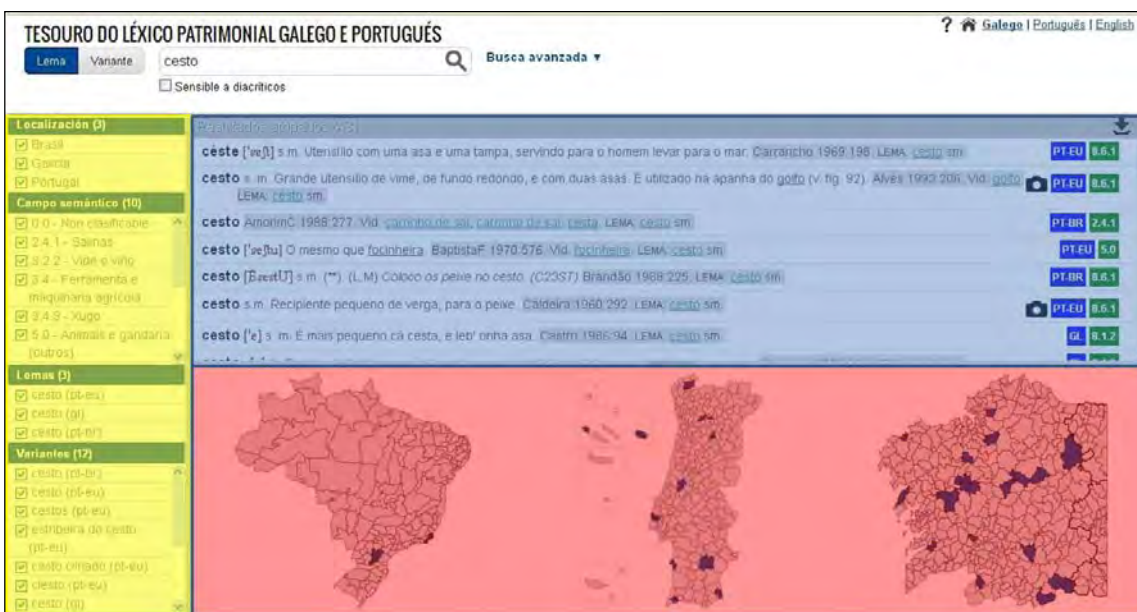 ? Galego | Português | English
TESOURO DO LÉXICO PATRIMONIAL GALEGO E PORTUGUÉS
Lema Variante cesto Busca avanzada ▼
Sensible a diacríticos
Localización (3)
Brasil
Galicia
Portugal
Campo semántico (10)
0.0 - Non clasificable
2.4.1 - Salinas
3.2.2 - Vide e viño
3.4 - Ferramenta e
maquinaria agrícola
3.4.9 - Xugo
5.0 - Animais e gandaría
(outros)
Lemas (3)
cesto (pt-eu)
cesto (gl)
cesto (pt-br)
Variantes (12)
cesto (pt-br)
cesto (pt-eu)
cestos (pt-eu)
estribeira do cesto
(pt-eu)
cesto (pt-eu)
ciesto (pt-eu)
cesto (gl)
céste s.m. Utensílio com uma asa e uma tampa, servindo para o homem levar para o mar. Carrancho 1969:196. LEMA: cesto sm. PT-EU 8.6.1
cesto s.m. Grande utensílio de vime, de fundo redondo, e com duas asas. É utilizado na apanha do golfo (v. fig. 92). Alves 1993:206. Vid. golfo PT-EU 8.6.1
LEMA: cesto sm.
cesto AmorimC 1985:277. Vid. caminho de sal, carrinho de sal, cesta. LEMA: cesto sm. PT-BR 2.4.1
cesto O mesmo que focinheira. BaptistaF 1970:576. Vid. focinheira. LEMA: cesto sm. PT-EU 5.0
cesto s.m. (**). (L.M) Coloco os peixe no cesto. (C23ST) Brandão 1988:225. LEMA: cesto sm. PT-BR 8.6.1
cesto s.m. Recipiente pequeno de verga, para o peixe. Caldeira 1960:292. LEMA: cesto sm. PT-EU 8.6.1
cesto ['e] s. m. É mais pequeno cá cesta, e leb' onha asa. Castro 1986:94. LEMA: cesto sm. GL 8.1.2